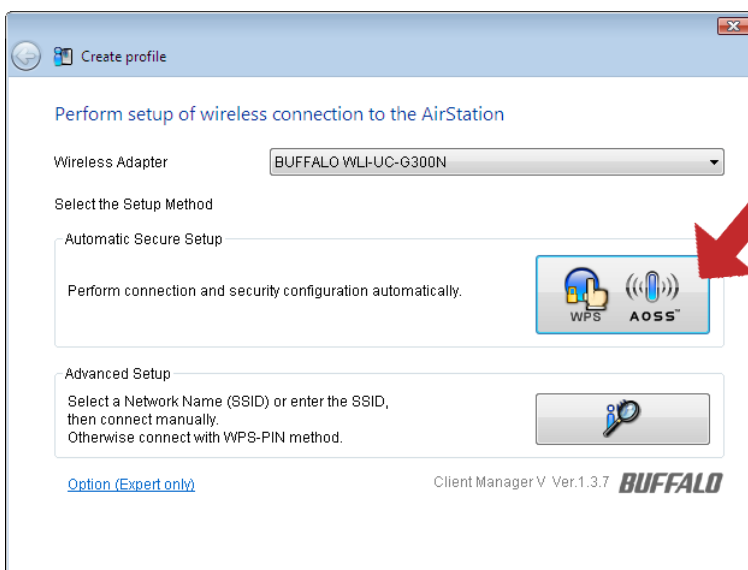 Create profile
Perform setup of wireless connection to the AirStation
Wireless Adapter
BUFFALO WLI-UC-G300N
Select the Setup Method
Automatic Secure Setup
Perform connection and security configuration automatically.
WPS
AOSS™
Advanced Setup
Select a Network Name (SSID) or enter the SSID,
then connect manually.
Otherwise connect with WPS-PIN method.
Option (Expert only)
Client Manager V Ver.1.3.7 BUFFALO